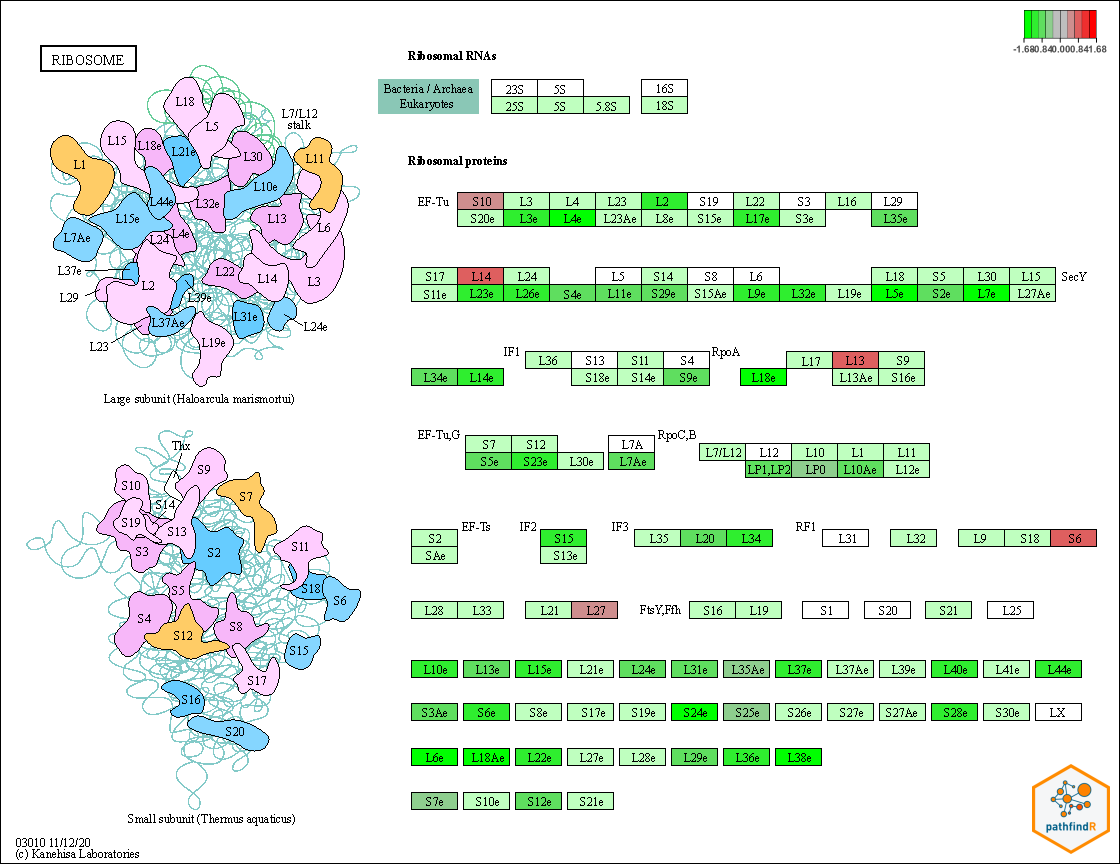 RIBOSOME
Ribosomal RNAs
-1.68 -0.84 0.00 0.84 1.68
Bacteria / Archaea 23S 5S 16S
Eukaryotes 25S 5S 5.8S 18S
Ribosomal proteins
EF-Tu S10 L3 L4 L23 L2 S19 L22 S3 L16 L29
S20e L3e L4e L23Ae L8e S15e L17e S3e L35e
S17 L14 L24 L5 S14 S8 L6 L18 S5 L30 L15 SecY
S11e L23e L26e S4e L11e S29e S15Ae L9e L32e L19e L5e S2e L7e L27Ae
IF1 L36 S13 S11 S4 RpoA L17 L13 S9
L34e L14e S18e S14e S9e L18e L13Ae S16e
EF-Tu,G S7 S12 L7A RpoC,B L7/L12 L12 L10 L1 L11
S5e S23e L30e L7Ae LP1,LP2 LP0 L10Ae L12e
S2 EF-Ts IF2 S15 IF3 L35 L20 L34 RF1 L31 L32 L9 S18 S6
SAe S13e
L28 L33 L21 L27 FtsY,Ffh S16 L19 S1 S20 S21 L25
L10e L13e L15e L21e L24e L31e L35Ae L37e L37Ae L39e L40e L41e L44e
S3Ae S6e S8e S17e S19e S24e S25e S26e S27e S27Ae S28e S30e LX
L6e L18Ae L22e L27e L28e L29e L36e L38e
S7e S10e S12e S21e
L18
L5
L7/L12
stalk
L15
L18e
L21e
L30
L11
L1
L10e
L44e
L32e
L15e
L13
L6
L7Ae
L24
L4e
L37e
L22
L14
L3
L29
L2
L39e
L37Ae
L31e
L24e
L23
L19e
Large subunit (Haloarcula marismortui)
Thx
S9
S10
S7
S14
S19
S13
S3
S2
S11
S5
S18
S6
S4
S12
S8
S15
S17
S16
S20
Small subunit (Thermus aquaticus)
03010 11/12/20
(c) Kanehisa Laboratories
pathfindR